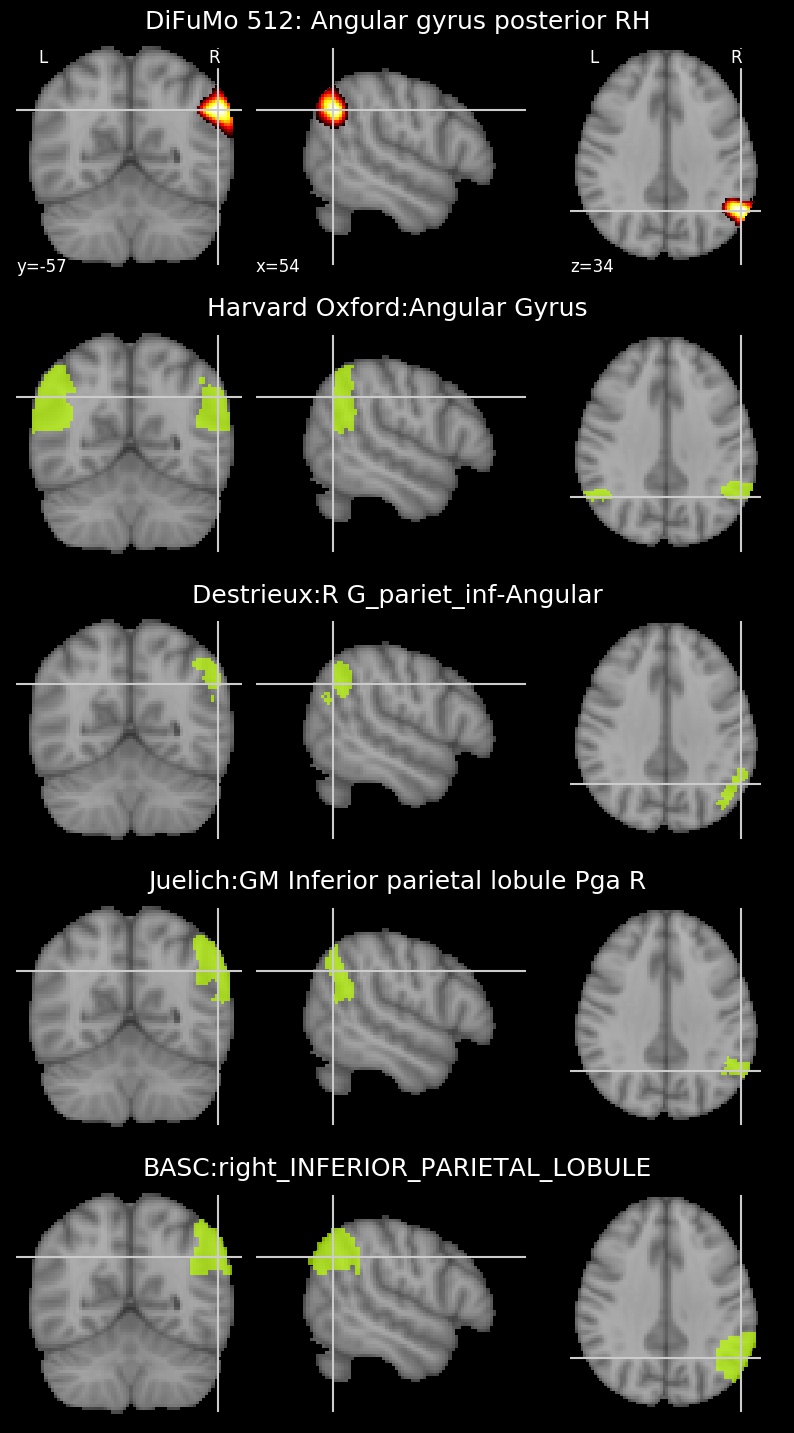 DiFuMo 512: Angular gyrus posterior RH
L R L R
y=-57 x=54 z=34
Harvard Oxford:Angular Gyrus
Destrieux:R G_pariet_inf-Angular
Juelich:GM Inferior parietal lobule Pga R
BASC:right_INFERIOR_PARIETAL_LOBULE